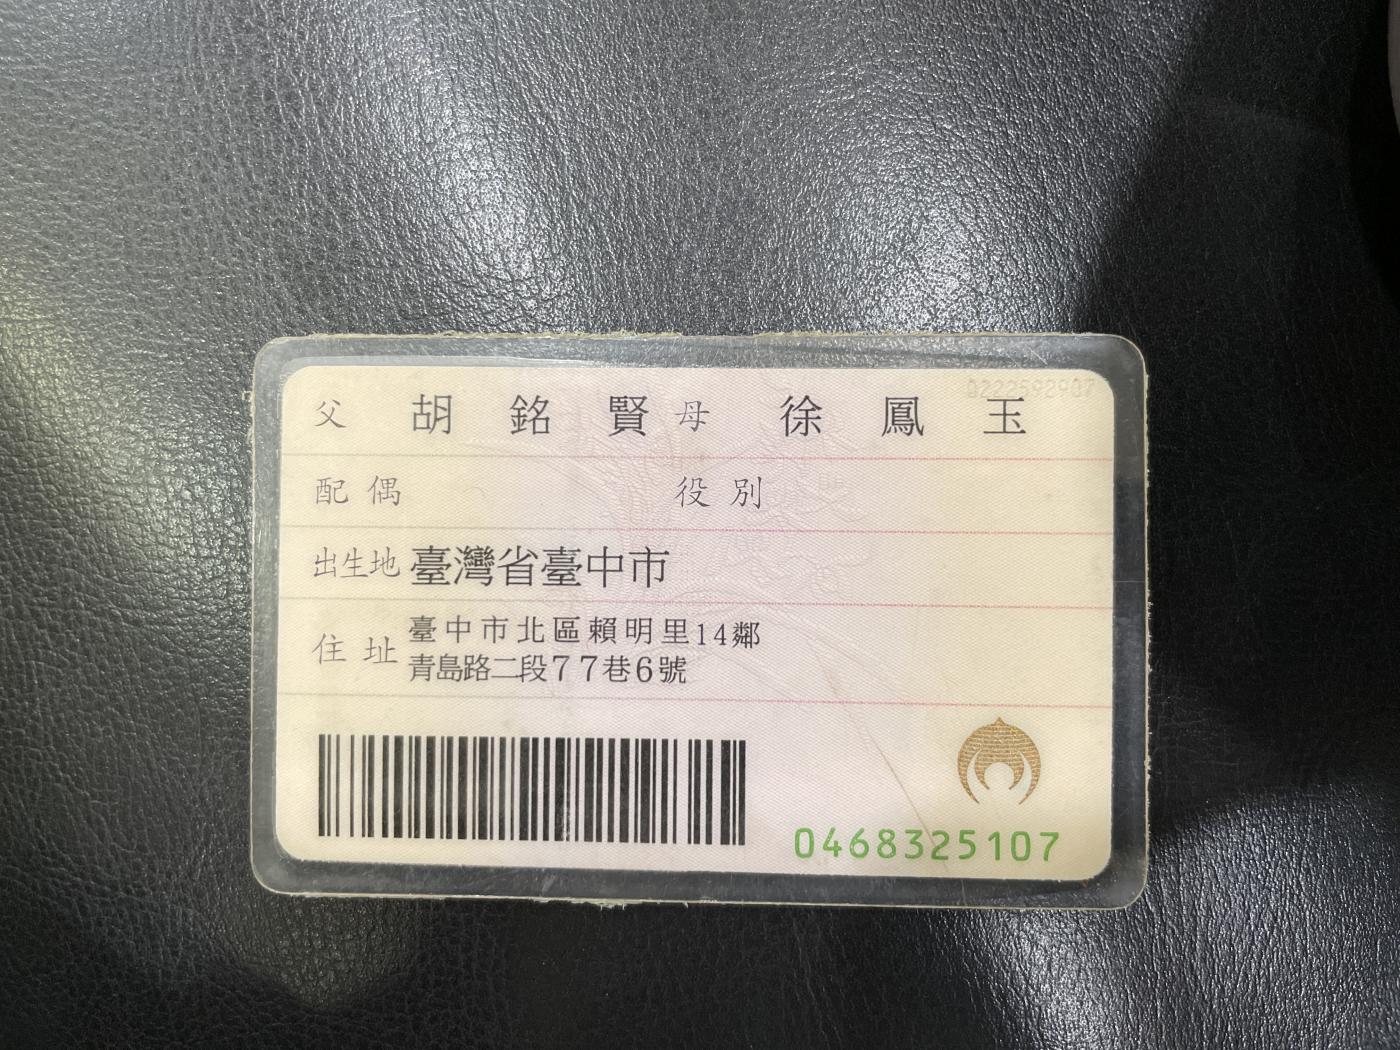 父 胡銘賢 母 徐鳳玉
配偶 役別
出生地 臺灣省臺中市
住址 臺中市北區賴明里14鄰
青島路二段77巷6號
0468325107